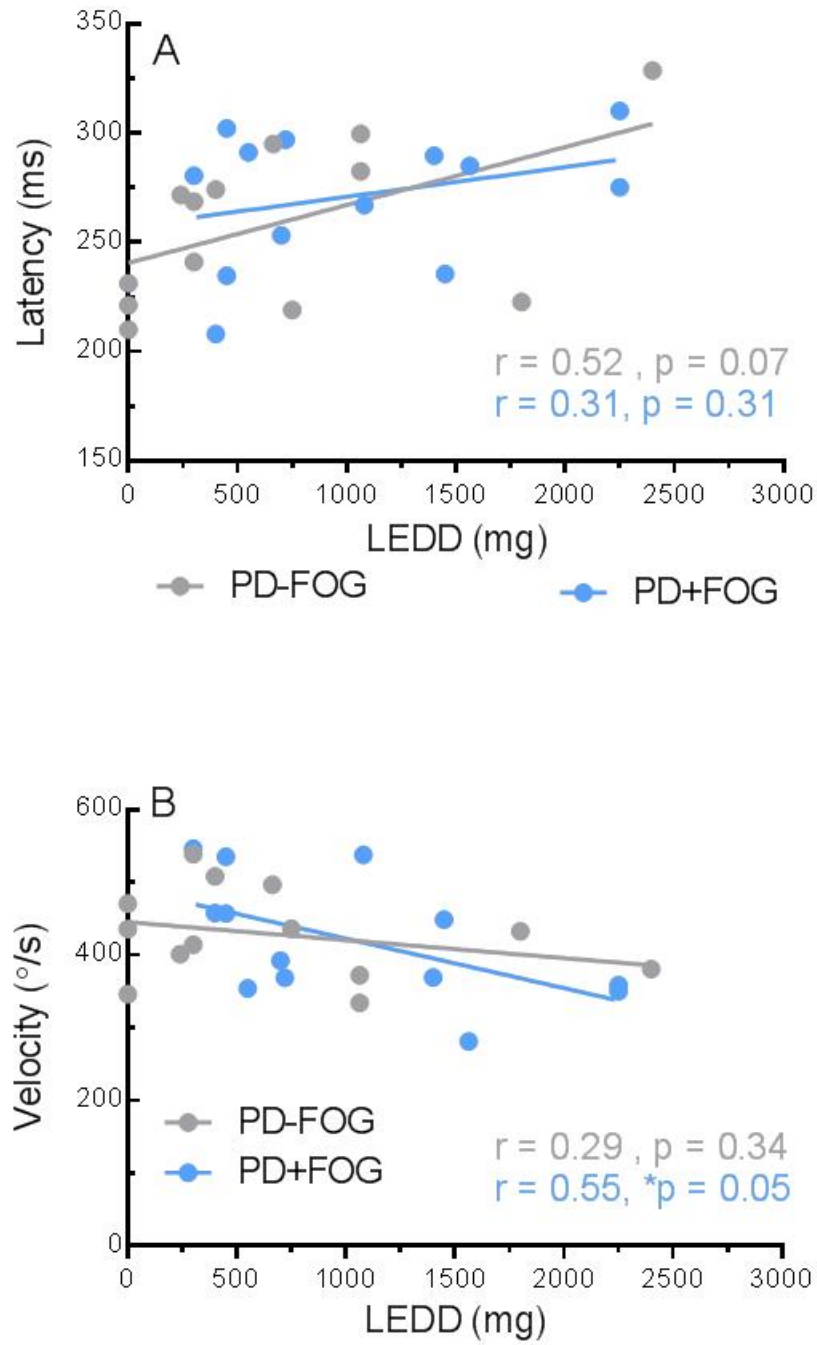 A
350
300
250
200
150
Latency (ms)
r = 0.52 , p = 0.07
r = 0.31, p = 0.31
0 500 1000 1500 2000 2500 3000
LEDD (mg)
PD-FOG PD+FOG
B
600
400
200
0
Velocity (°/s)
PD-FOG
PD+FOG
r = 0.29 , p = 0.34
r = 0.55, *p = 0.05
0 500 1000 1500 2000 2500 3000
LEDD (mg)